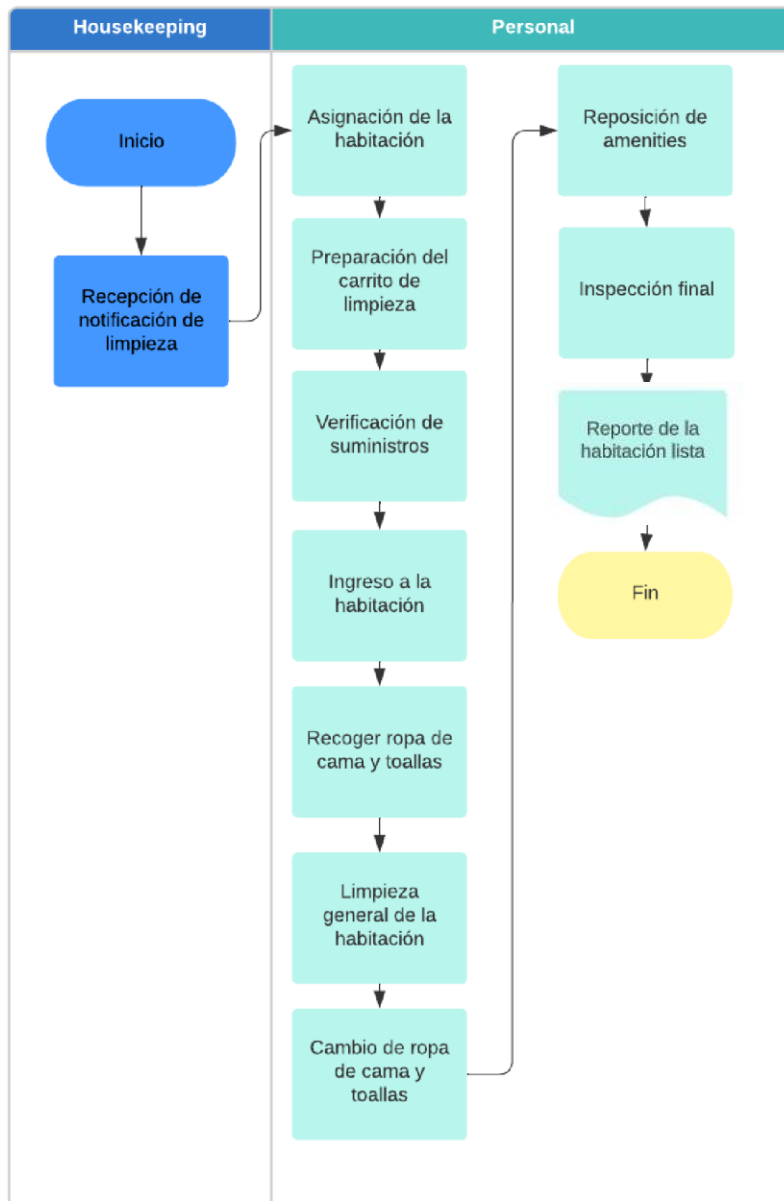 Housekeeping
Personal
Inicio
Recepción de
notificación de
limpieza
Asignación de la
habitación
Preparación del
carrito de
limpieza
Verificación de
suministros
Ingreso a la
habitación
Recoger ropa de
cama y toallas
Limpieza
general de la
habitación
Cambio de ropa
de cama y
toallas
Reposición de
amenities
Inspección final
Reporte de la
habitación lista
Fin